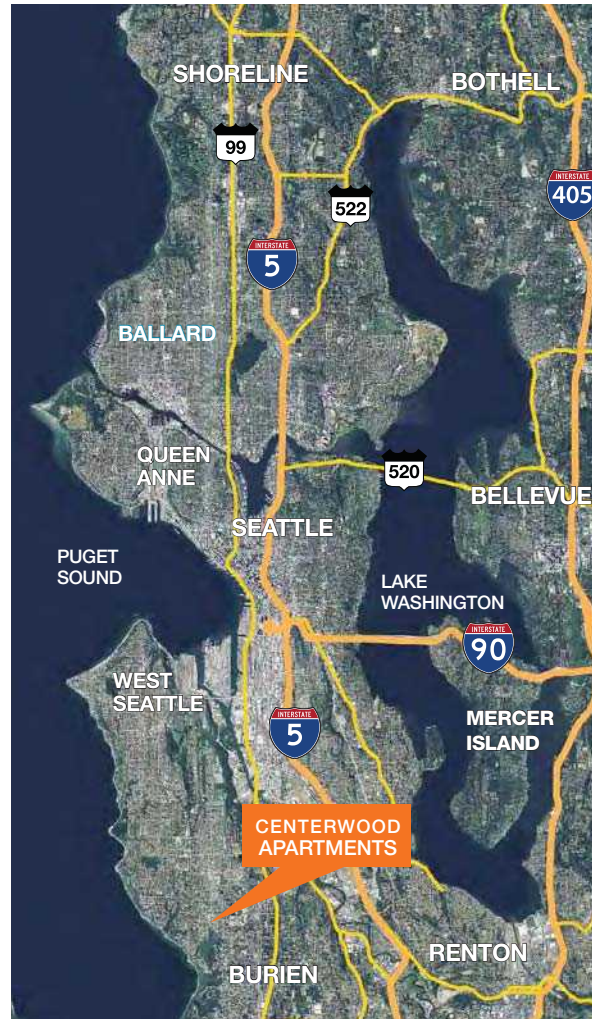 SHORELINE
BOTHELL
99
INTERSTATE
405
522
INTERSTATE
5
BALLARD
QUEEN
ANNE
520
BELLEVUE
SEATTLE
PUGET
SOUND
LAKE
WASHINGTON
INTERSTATE
90
WEST
SEATTLE
INTERSTATE
5
MERCER
ISLAND
CENTERWOOD
APARTMENTS
RENTON
BURIEN